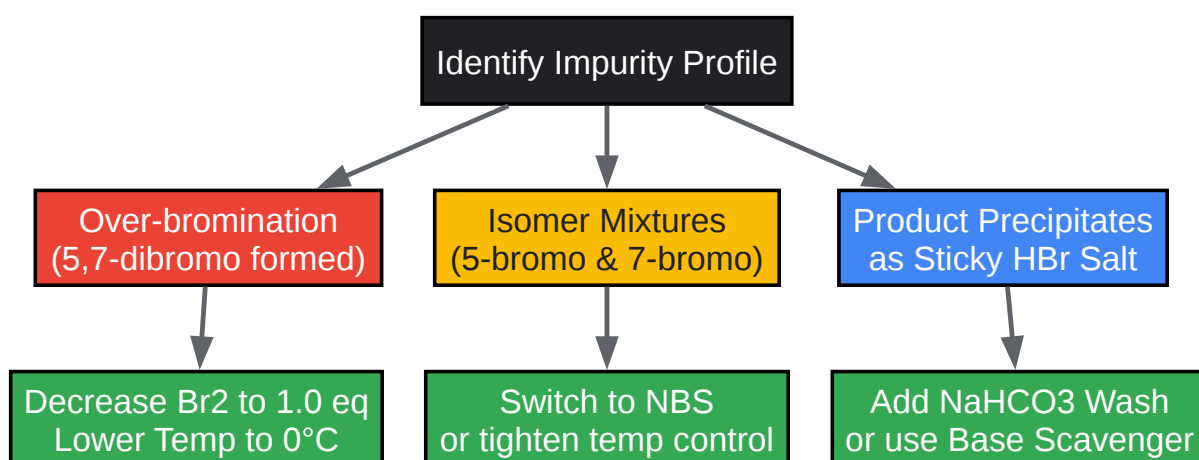 Identify Impurity Profile
Over-bromination
(5,7-dibromo formed)
Isomer Mixtures
(5-bromo & 7-bromo)
Product Precipitates
as Sticky HBr Salt
Decrease Br2 to 1.0 eq
Lower Temp to 0°C
Switch to NBS
or tighten temp control
Add NaHCO3 Wash
or use Base Scavenger